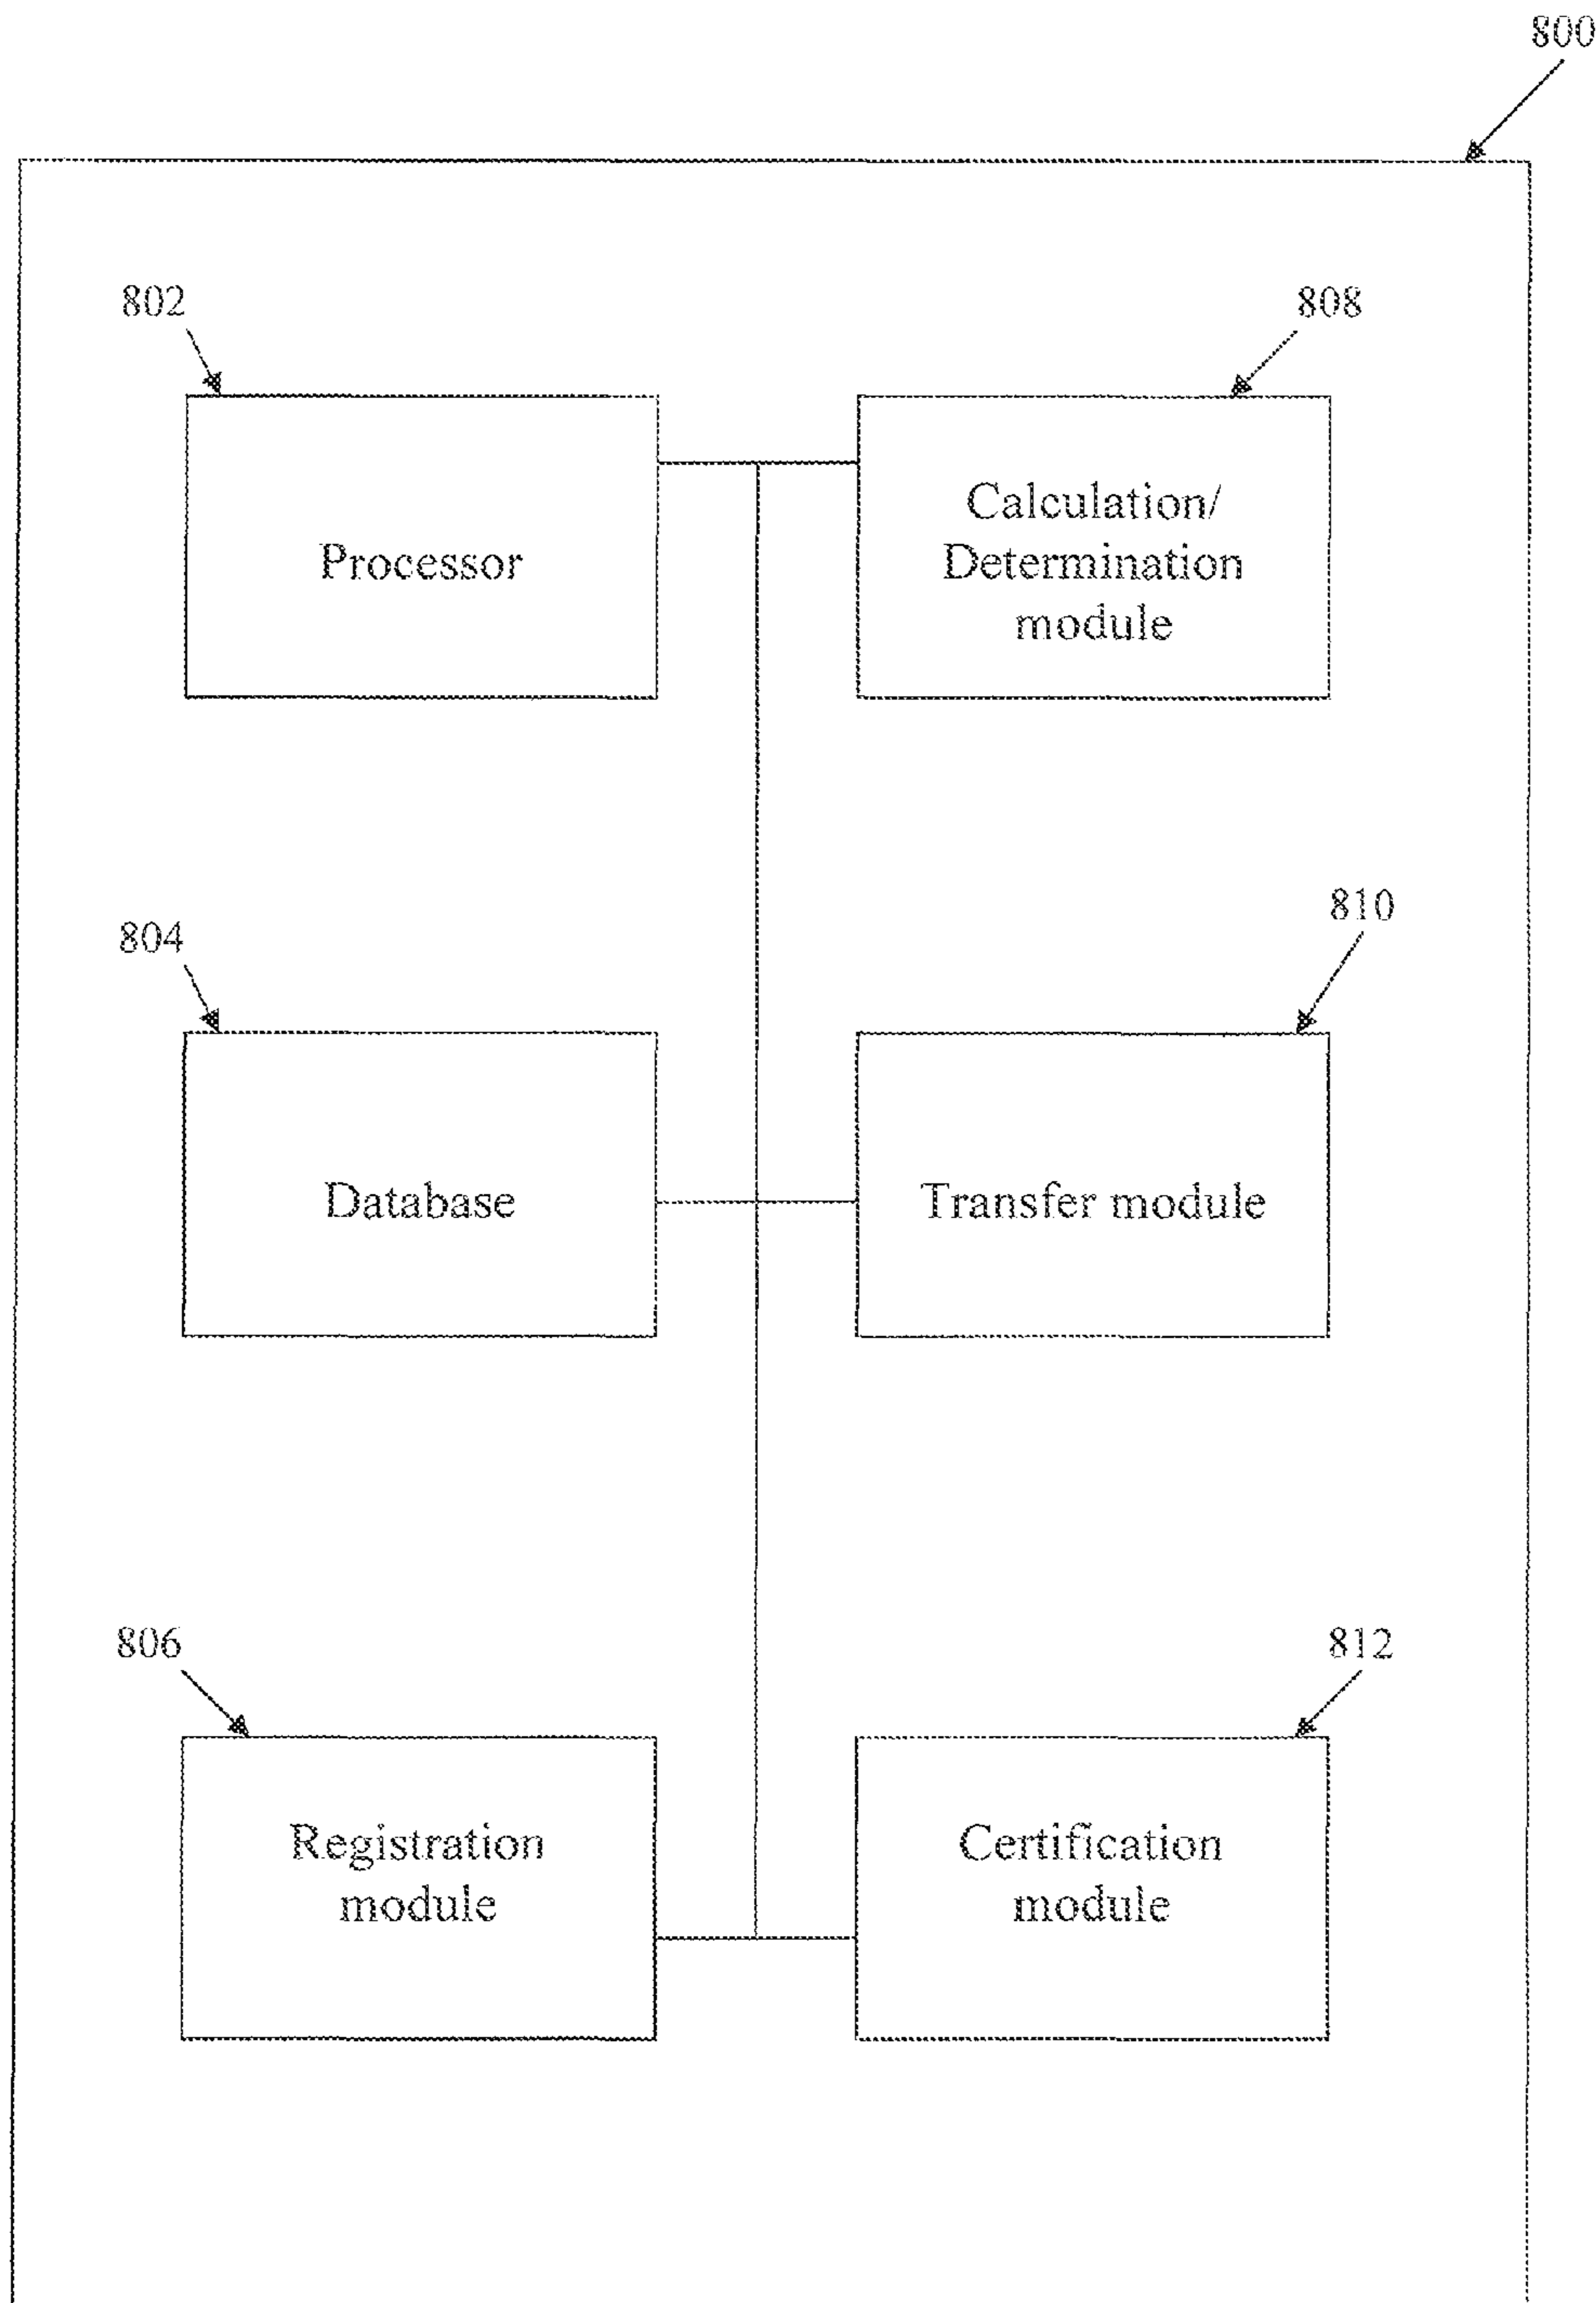 800
802
808
Processor
Calculation/
Determination
module
804
810
Database
Transfer module
806
812
Registration
module
Certification
module